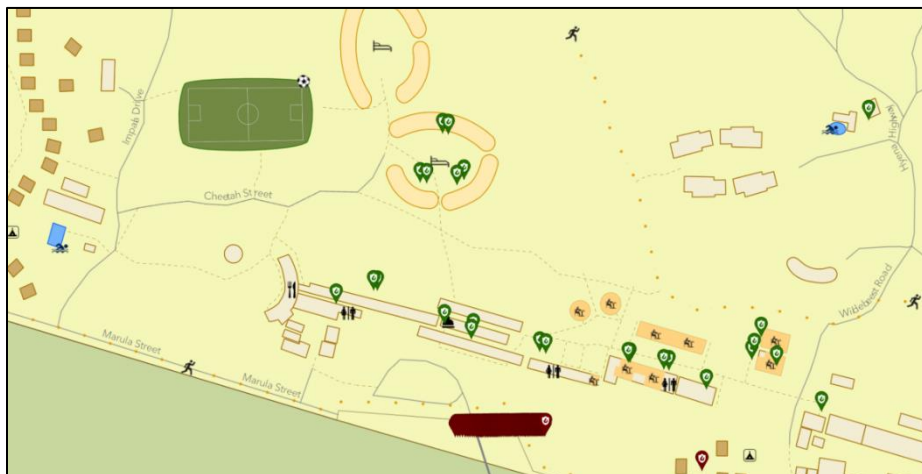 Impala Drive
Hyena Highway
Cheetah Street
Wildebeest Road
Marula Street
Marula Street